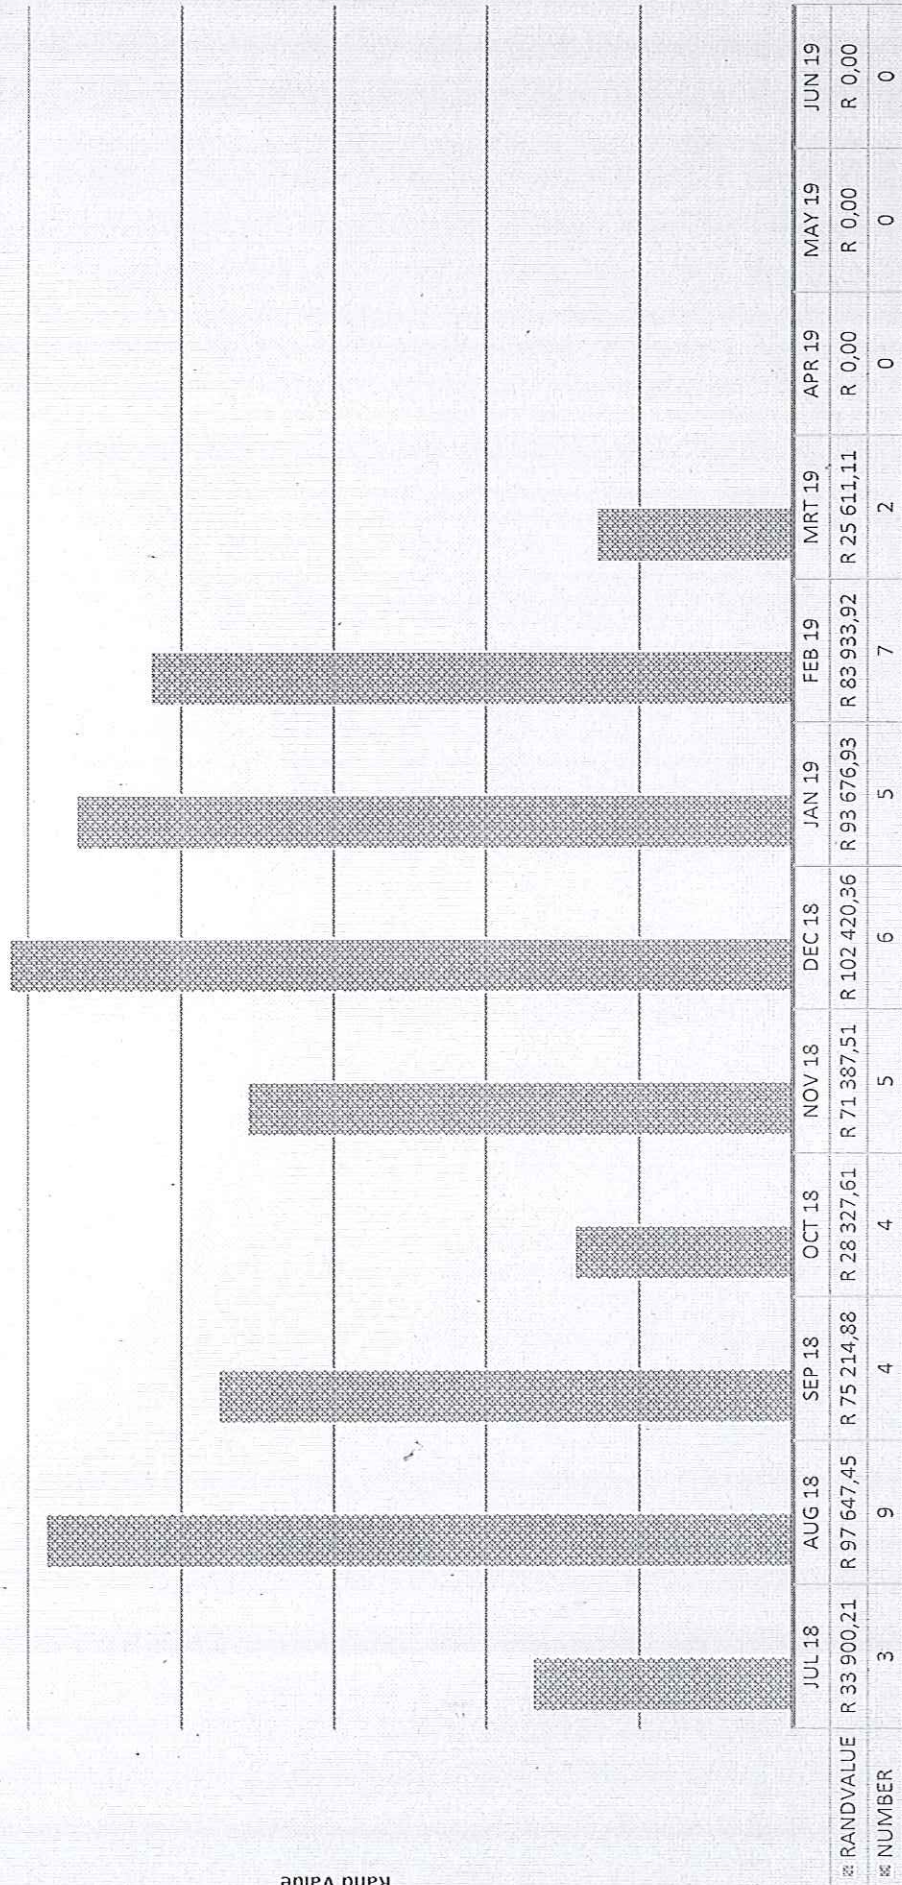 Rand Value
JUL 18 AUG 18 SEP 18 OCT 18 NOV 18 DEC 18 JAN 19 FEB 19 MRT 19 APR 19 MAY 19 JUN 19
RANDVALUE R 33 900,21 R 97 647,45 R 75 214,88 R 28 327,61 R 71 387,51 R 102 420,36 R 93 676,93 R 83 933,92 R 25 611,11 R 0,00 R 0,00 R 0,00
NUMBER 3 9 4 4 5 6 5 7 2 0 0 0